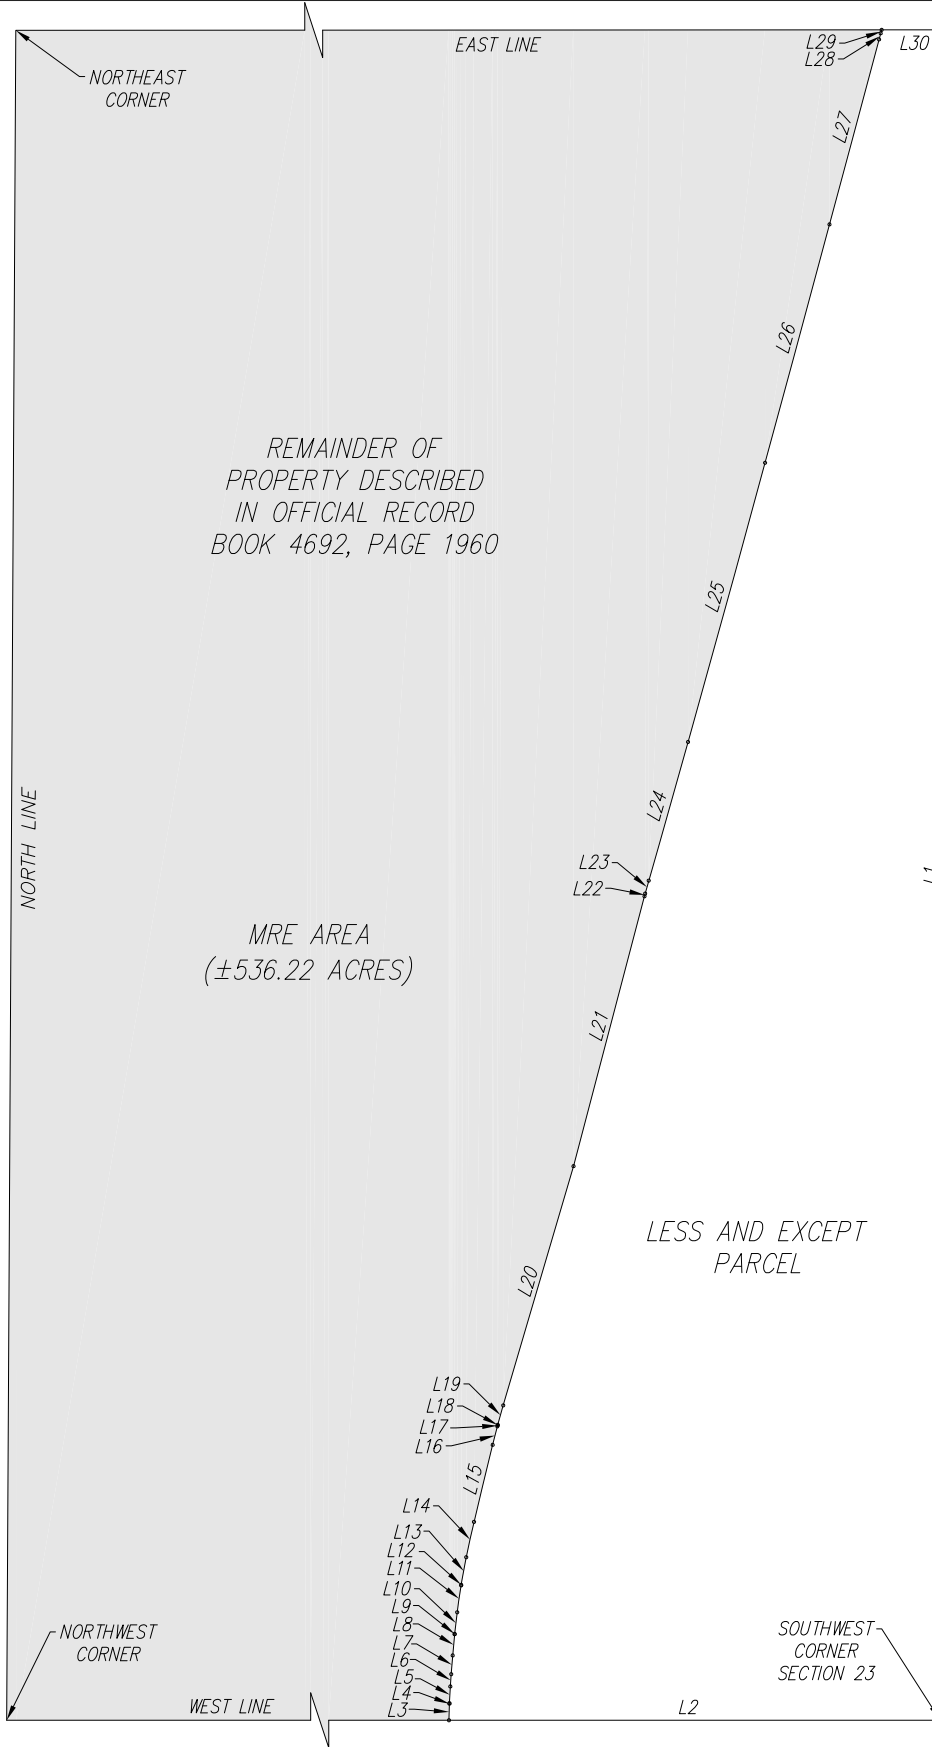 EAST LINE
L29
L28
L30
NORTHEAST
CORNER
L27
L26
REMAINDER OF
PROPERTY DESCRIBED
IN OFFICIAL RECORD
BOOK 4692, PAGE 1960
L25
NORTH LINE
L24
L23
L22
L1
MRE AREA
(±536.22 ACRES)
L21
LESS AND EXCEPT
PARCEL
L20
L19
L18
L17
L16
L15
L14
L13
L12
L11
L10
L9
L8
L7
L6
L5
L4
L3
NORTHWEST
CORNER
SOUTHWEST
CORNER
SECTION 23
WEST LINE
L2